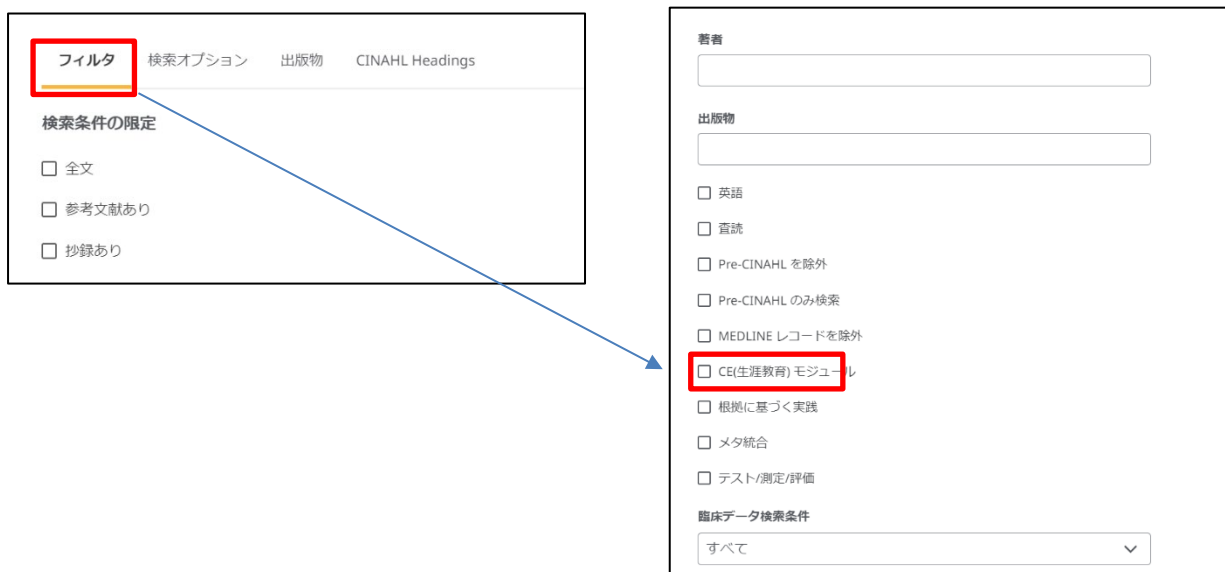 フィルタ 検索オプション 出版物 CINAHL Headings
検索条件の限定
全文
参考文献あり
抄録あり
著者
出版物
英語
査読
Pre-CINAHL を除外
Pre-CINAHL のみ検索
MEDLINE レコードを除外
CE(生涯教育) モジュール
根拠に基づく実践
メタ統合
テスト/測定/評価
臨床データ検索条件
すべて